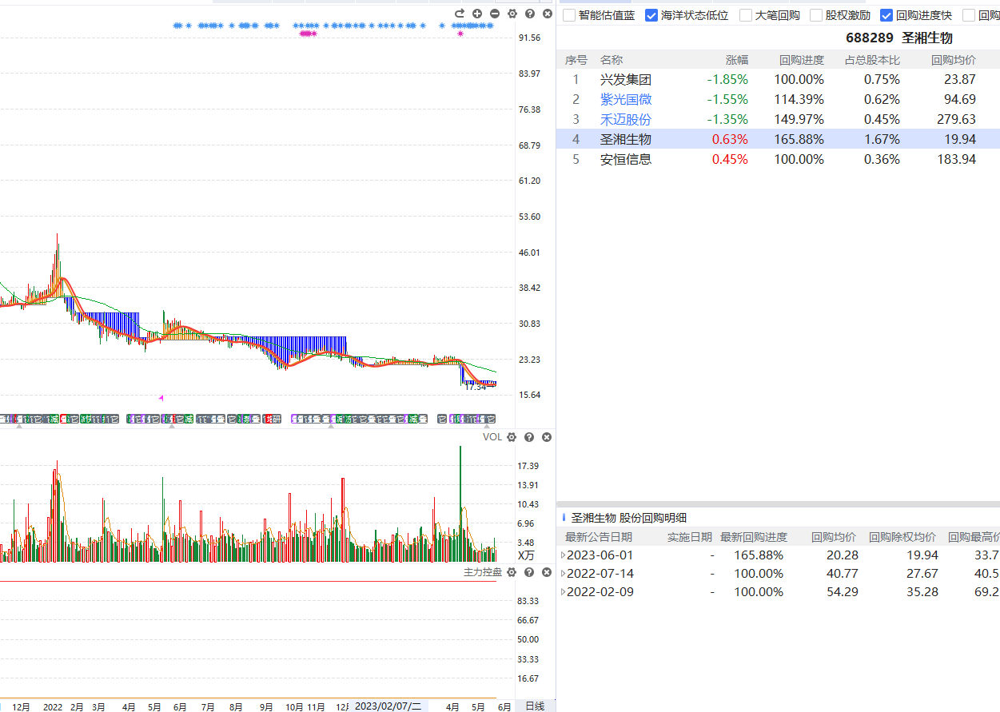 智能估值蓝 海洋状态低位 大笔回购 股权激励 回购进度快 回购
688289 圣湘生物
序号 名称 涨幅 回购进度 占总股本比 回购均价
1 兴发集团 -1.85% 100.00% 0.75% 23.87
2 紫光国微 -1.55% 114.39% 0.62% 94.69
3 禾迈股份 -1.35% 149.97% 0.45% 279.63
4 圣湘生物 0.63% 165.88% 1.67% 19.94
5 安恒信息 0.45% 100.00% 0.36% 183.94
91.56
83.97
76.38
68.79
61.20
53.60
46.01
38.42
30.83
23.23
17.34
15.64
VOL
17.39
13.91
10.43
6.96
3.48
X万
主力控盘
83.33
66.67
50.00
33.33
16.67
12月 2022 2月 3月 4月 5月 6月 7月 8月 9月 10月 11月 2023/02/07/二 4月 5月 6月 日线
圣湘生物 股份回购明细
最新公告日期 实施日期 最新回购进度 回购均价 回购除权均价 回购最高价
2023-06-01 - 165.88% 20.28 19.94 33.7
2022-07-14 - 100.00% 40.77 27.67 40.5
2022-02-09 - 100.00% 54.29 35.28 69.2